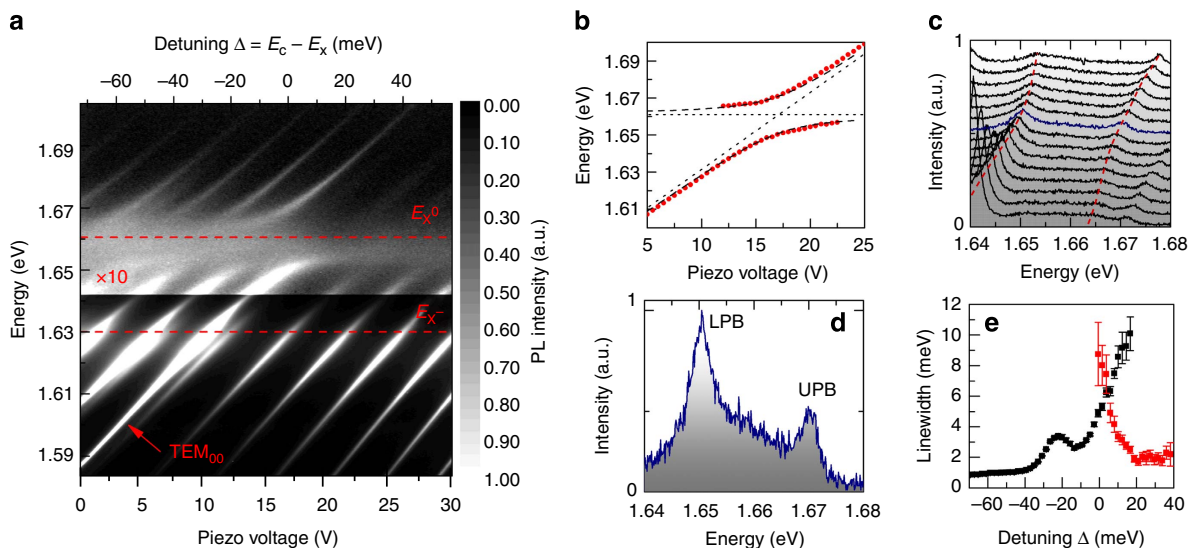 a
Detuning Δ = E_c − E_x (meV)
−60 −40 −20 0 20 40
Energy (eV)
1.69
1.67
1.65
1.63
1.61
1.59
E_X⁰
×10
E_X⁻
TEM₀₀
0 5 10 15 20 25 30
Piezo voltage (V)
0.00
0.10
0.20
0.30
0.40
0.50
0.60
0.70
0.80
0.90
1.00
PL intensity (a.u.)
b
Energy (eV)
1.69
1.67
1.65
1.63
1.61
5 10 15 20 25
Piezo voltage (V)
c
Intensity (a.u.)
1
0
1.64 1.65 1.66 1.67 1.68
Energy (eV)
d
Intensity (a.u.)
1
0
LPB
UPB
1.64 1.65 1.66 1.67 1.68
Energy (eV)
e
Linewidth (meV)
12
10
8
6
4
2
0
−60 −40 −20 0 20 40
Detuning Δ (meV)